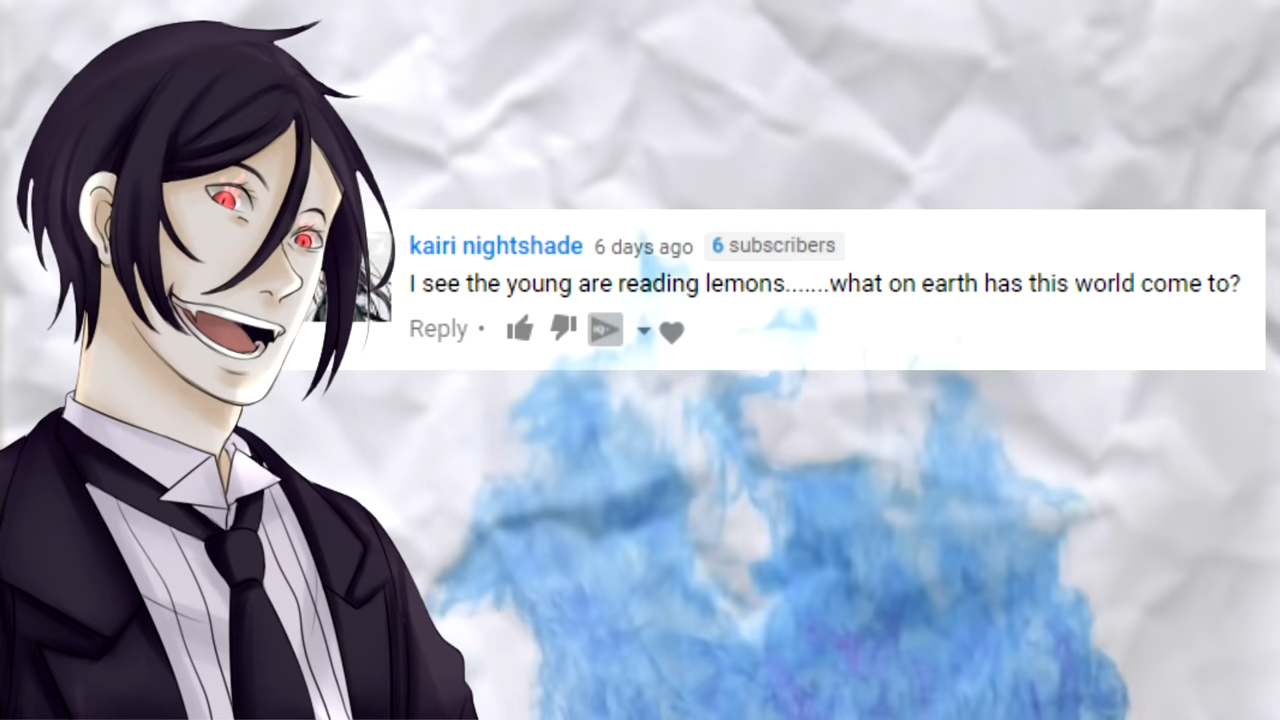 kairi nightshade 6 days ago 6 subscribers
I see the young are reading lemons.......what on earth has this world come to?
Reply •